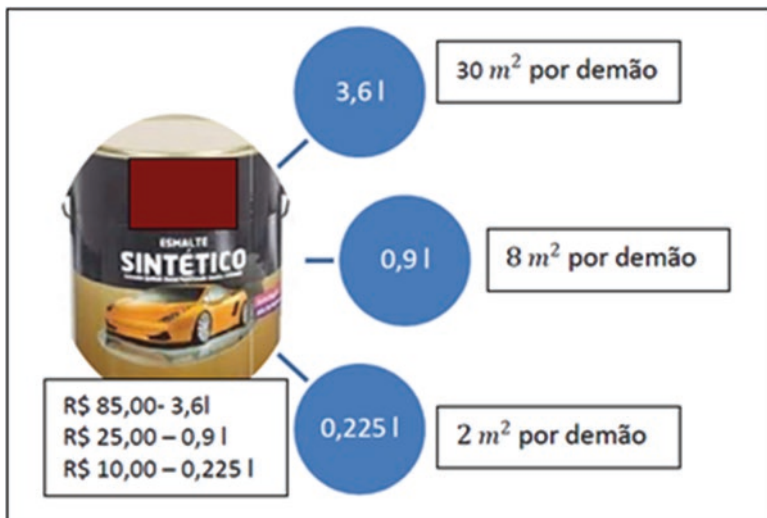 3,6 l
30 m² por demão
ESMALTE
SINTÉTICO
0,9 l
8 m² por demão
R$ 85,00- 3,6l
R$ 25,00 – 0,9 l
R$ 10,00 – 0,225 l
0,225 l
2 m² por demão